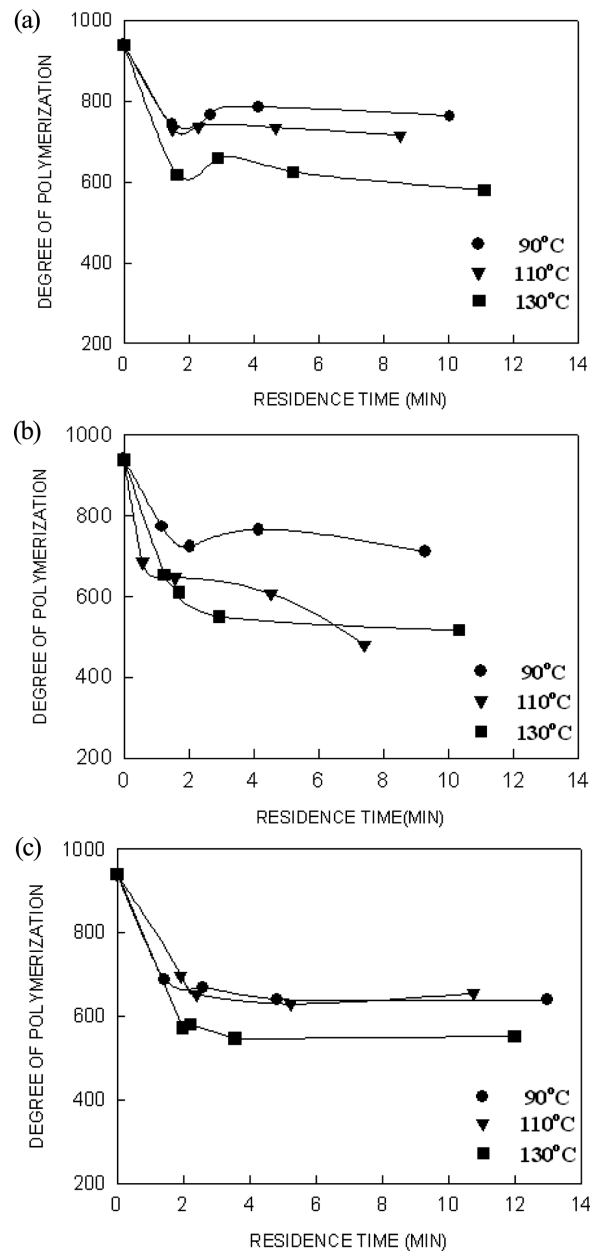 (a)
1000
800
600
400
200
0 2 4 6 8 10 12 14
DEGREE OF POLYMERIZATION
RESIDENCE TIME (MIN)
90°C
110°C
130°C
(b)
1000
800
600
400
200
0 2 4 6 8 10 12 14
DEGREE OF POLYMERIZATION
RESIDENCE TIME(MIN)
90°C
110°C
130°C
(c)
1000
800
600
400
200
0 2 4 6 8 10 12 14
DEGREE OF POLYMERIZATION
RESIDENCE TIME (MIN)
90°C
110°C
130°C